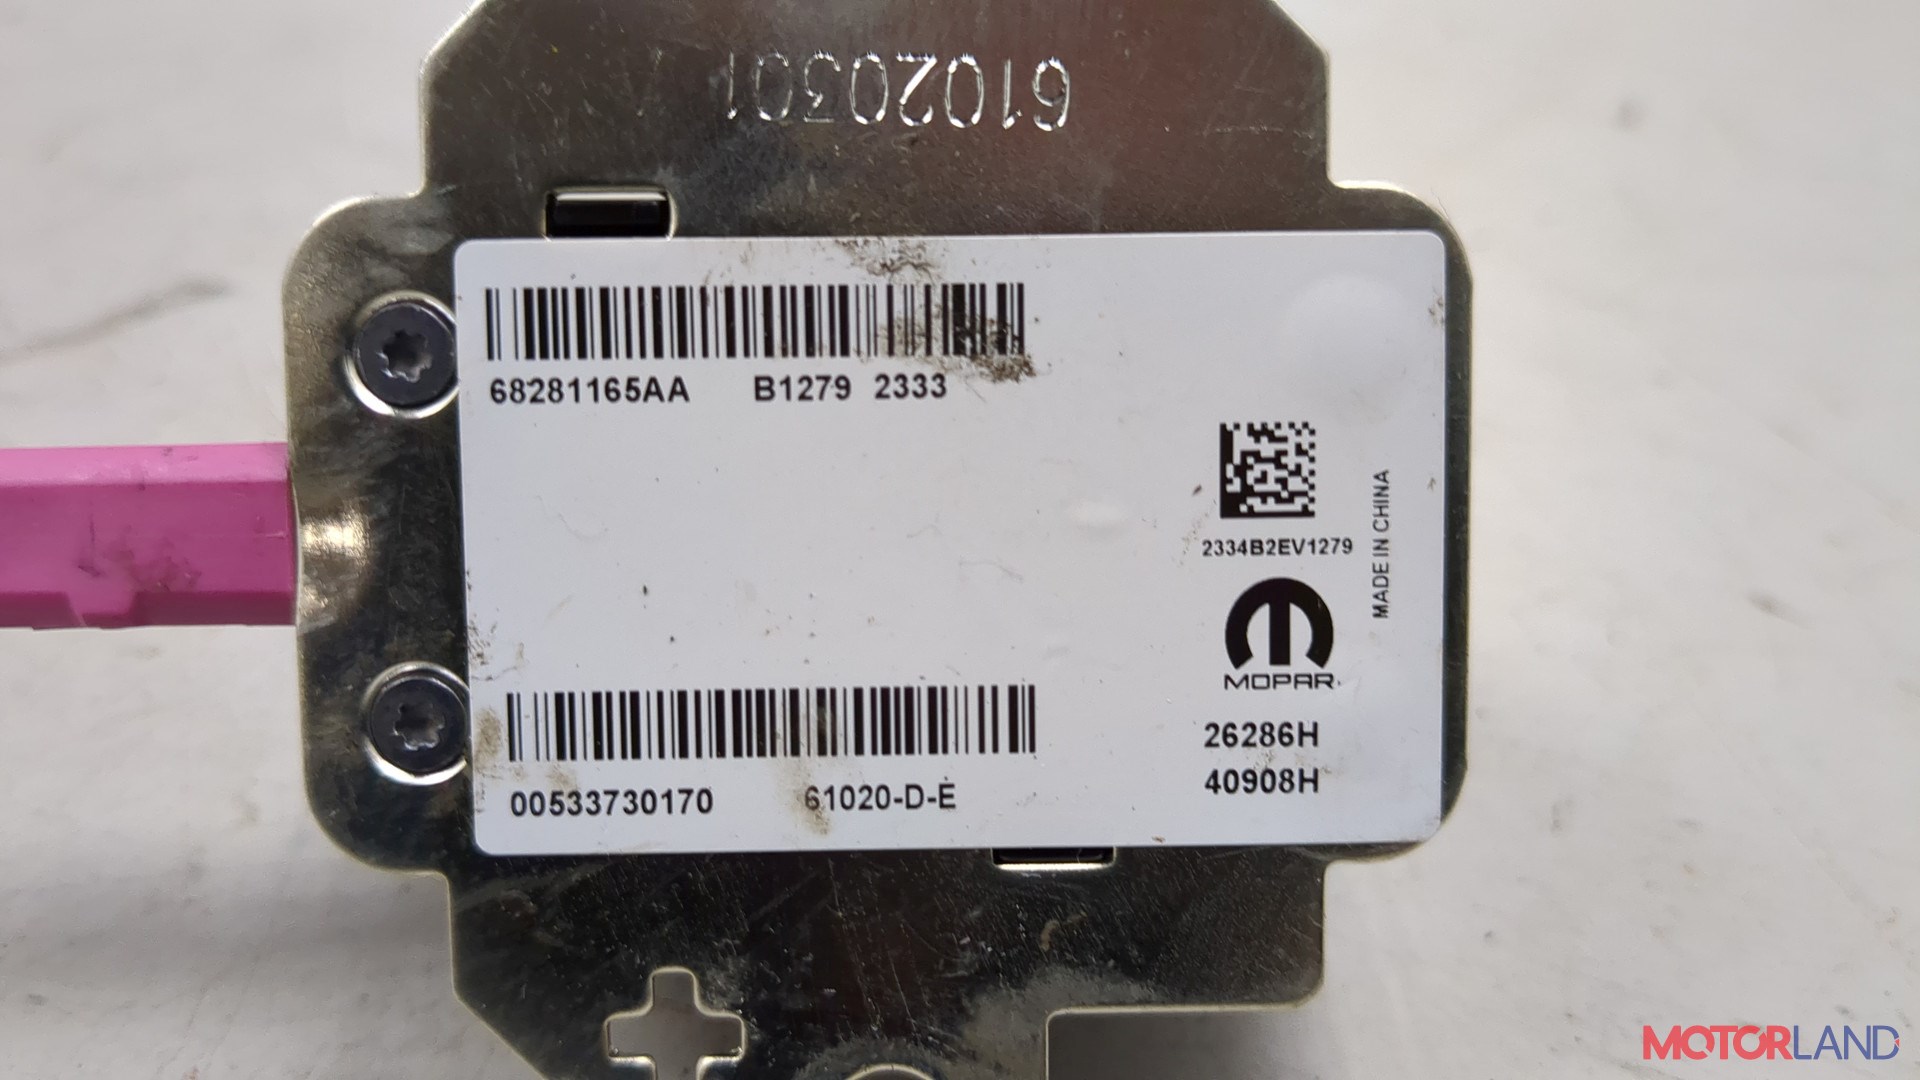 61020301
68281165AA B1279 2333
2334B2EV1279
MADE IN CHINA
MOPAR
26286H
40908H
00533730170 61020-D-E
MOTORLAND